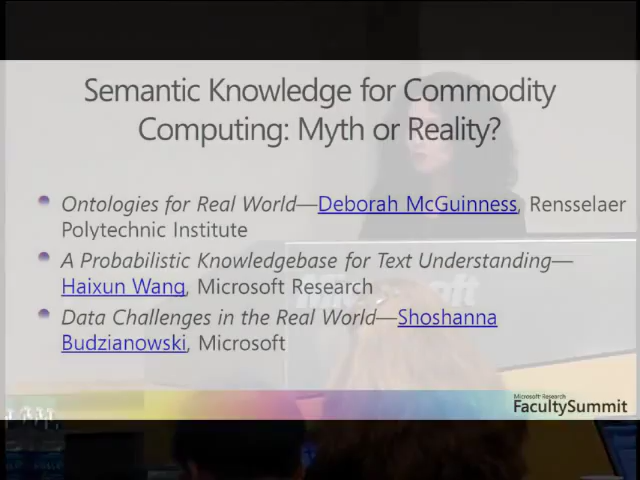 Semantic Knowledge for Commodity
Computing: Myth or Reality?
Ontologies for Real World—Deborah McGuinness, Rensselaer
Polytechnic Institute
A Probabilistic Knowledgebase for Text Understanding—
Haixun Wang, Microsoft Research
Microsoft
Data Challenges in the Real World—Shoshanna
Budzianowski, Microsoft
Microsoft Research
FacultySummit